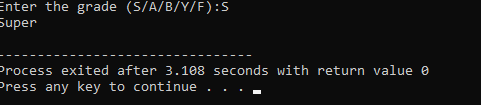 Enter the grade (S/A/B/Y/F):S
Super
--------------------------------
Process exited after 3.108 seconds with return value 0
Press any key to continue . . .